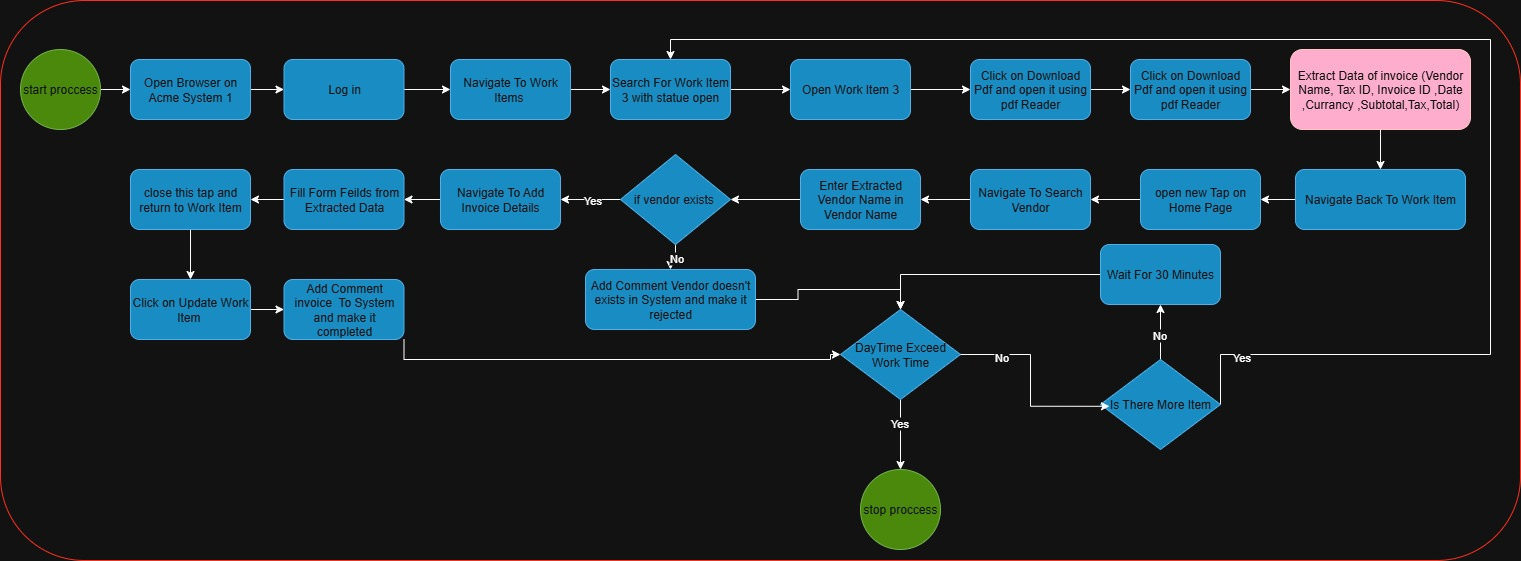 start proccess
Open Browser on
Acme System 1
Log in
Navigate To Work
Items
Search For Work Item
3 with statue open
Open Work Item 3
Click on Download
Pdf and open it using
pdf Reader
Click on Download
Pdf and open it using
pdf Reader
Extract Data of invoice (Vendor
Name, Tax ID, Invoice ID ,Date
,Currancy ,Subtotal,Tax,Total)
close this tap and
return to Work Item
Fill Form Feilds from
Extracted Data
Navigate To Add
Invoice Details
Yes
if vendor exists
Enter Extracted
Vendor Name in
Vendor Name
Navigate To Search
Vendor
open new Tap on
Home Page
Navigate Back To Work Item
No
Click on Update Work
Item
Add Comment
invoice To System
and make it
completed
Add Comment Vendor doesn't
exists in System and make it
rejected
Wait For 30 Minutes
DayTime Exceed
Work Time
No
No
Yes
Is There More Item
Yes
stop proccess